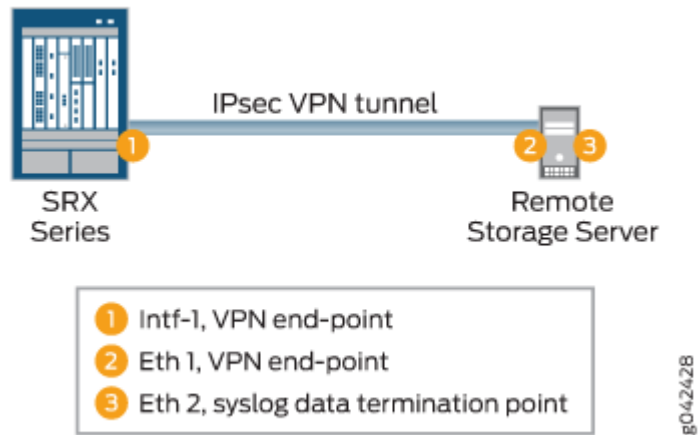 IPsec VPN tunnel
1
2
3
SRX
Series
Remote
Storage Server
1 Intf-1, VPN end-point
2 Eth 1, VPN end-point
3 Eth 2, syslog data termination point
g042428